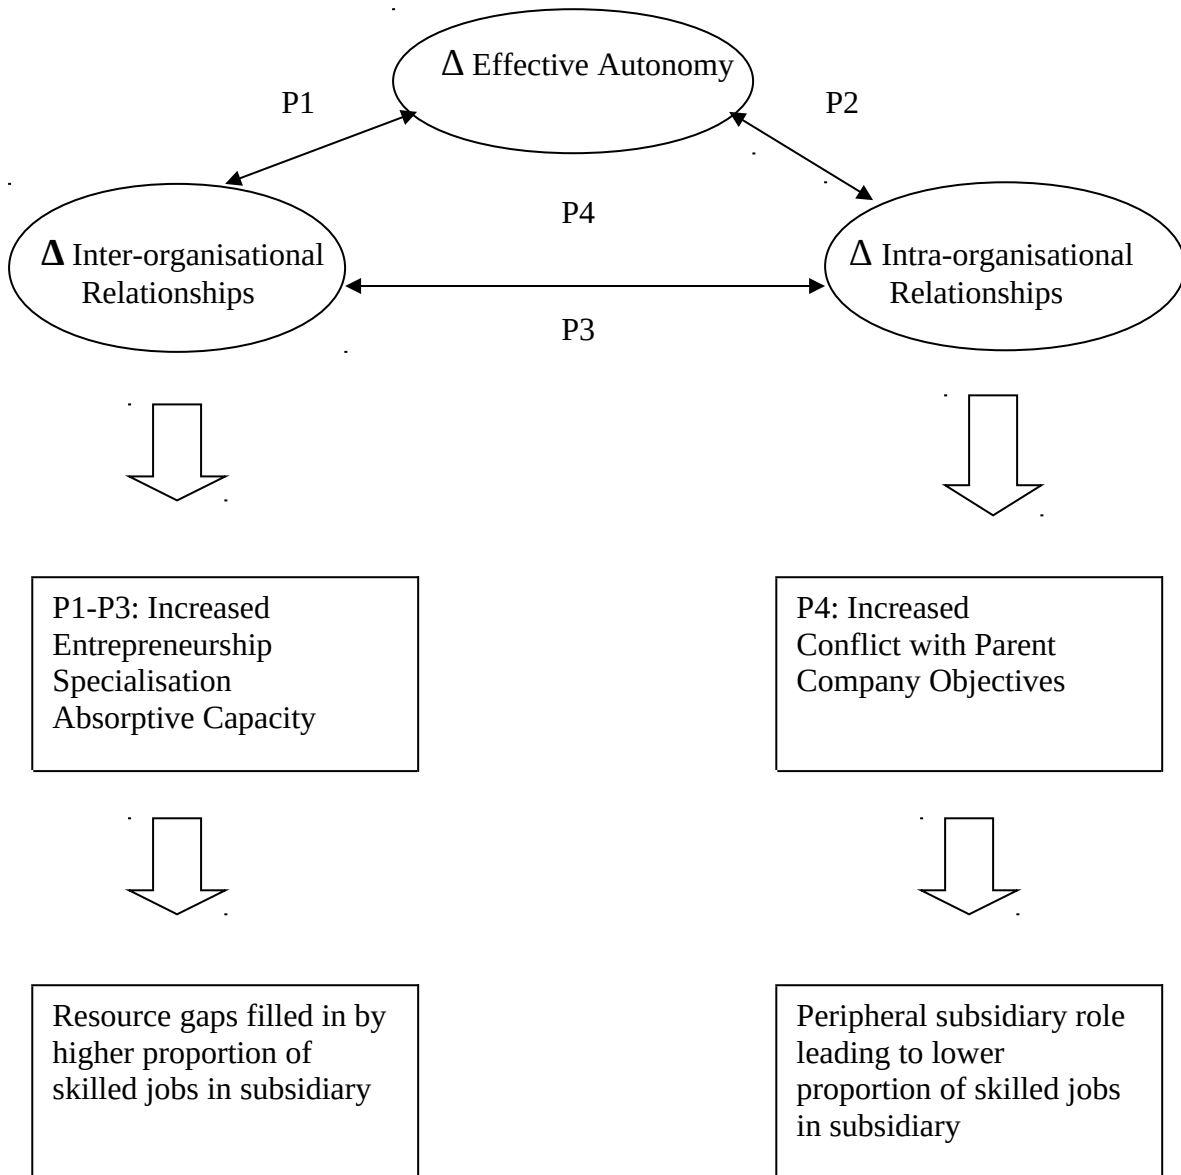 Δ Effective Autonomy
P1
P2
P4
Δ Inter-organisational
Relationships
Δ Intra-organisational
Relationships
P3
P1-P3: Increased
Entrepreneurship
Specialisation
Absorptive Capacity
P4: Increased
Conflict with Parent
Company Objectives
Resource gaps filled in by
higher proportion of
skilled jobs in subsidiary
Peripheral subsidiary role
leading to lower
proportion of skilled jobs
in subsidiary